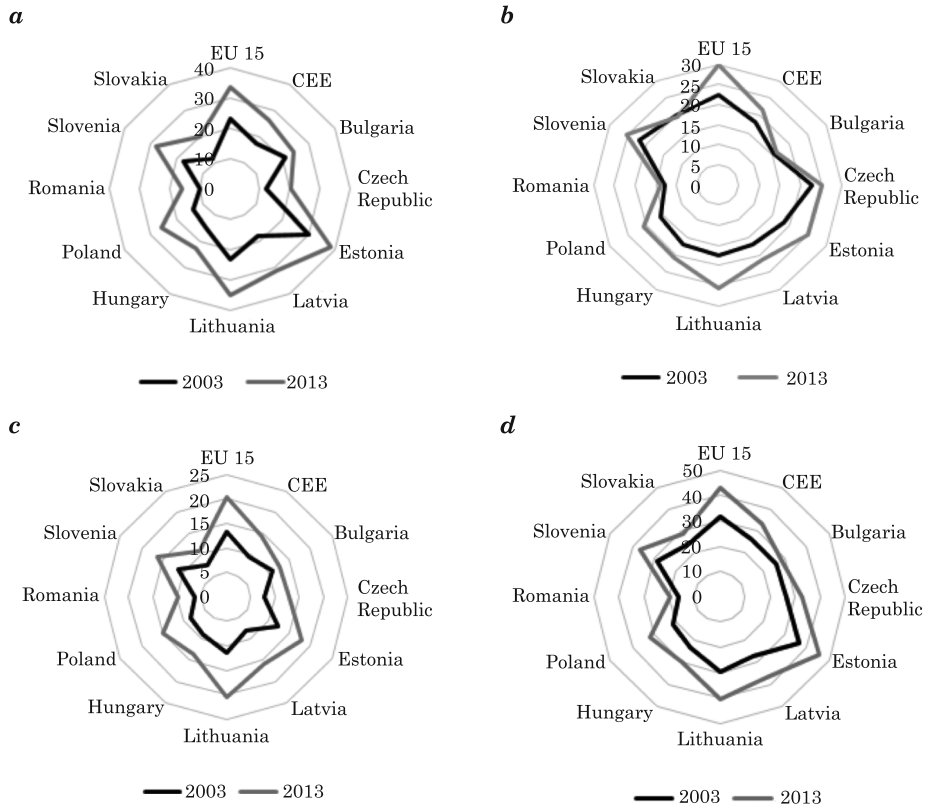 a
EU 15
CEE
Bulgaria
Czech
Republic
Estonia
Latvia
Lithuania
Hungary
Poland
Romania
Slovenia
Slovakia
40
30
20
10
0
2003
2013
b
EU 15
CEE
Bulgaria
Czech
Republic
Estonia
Latvia
Lithuania
Hungary
Poland
Romania
Slovenia
Slovakia
30
25
20
15
10
5
0
2003
2013
c
EU 15
CEE
Bulgaria
Czech
Republic
Estonia
Latvia
Lithuania
Hungary
Poland
Romania
Slovenia
Slovakia
25
20
15
10
5
0
2003
2013
d
EU 15
CEE
Bulgaria
Czech
Republic
Estonia
Latvia
Lithuania
Hungary
Poland
Romania
Slovenia
Slovakia
50
40
30
20
10
0
2003
2013